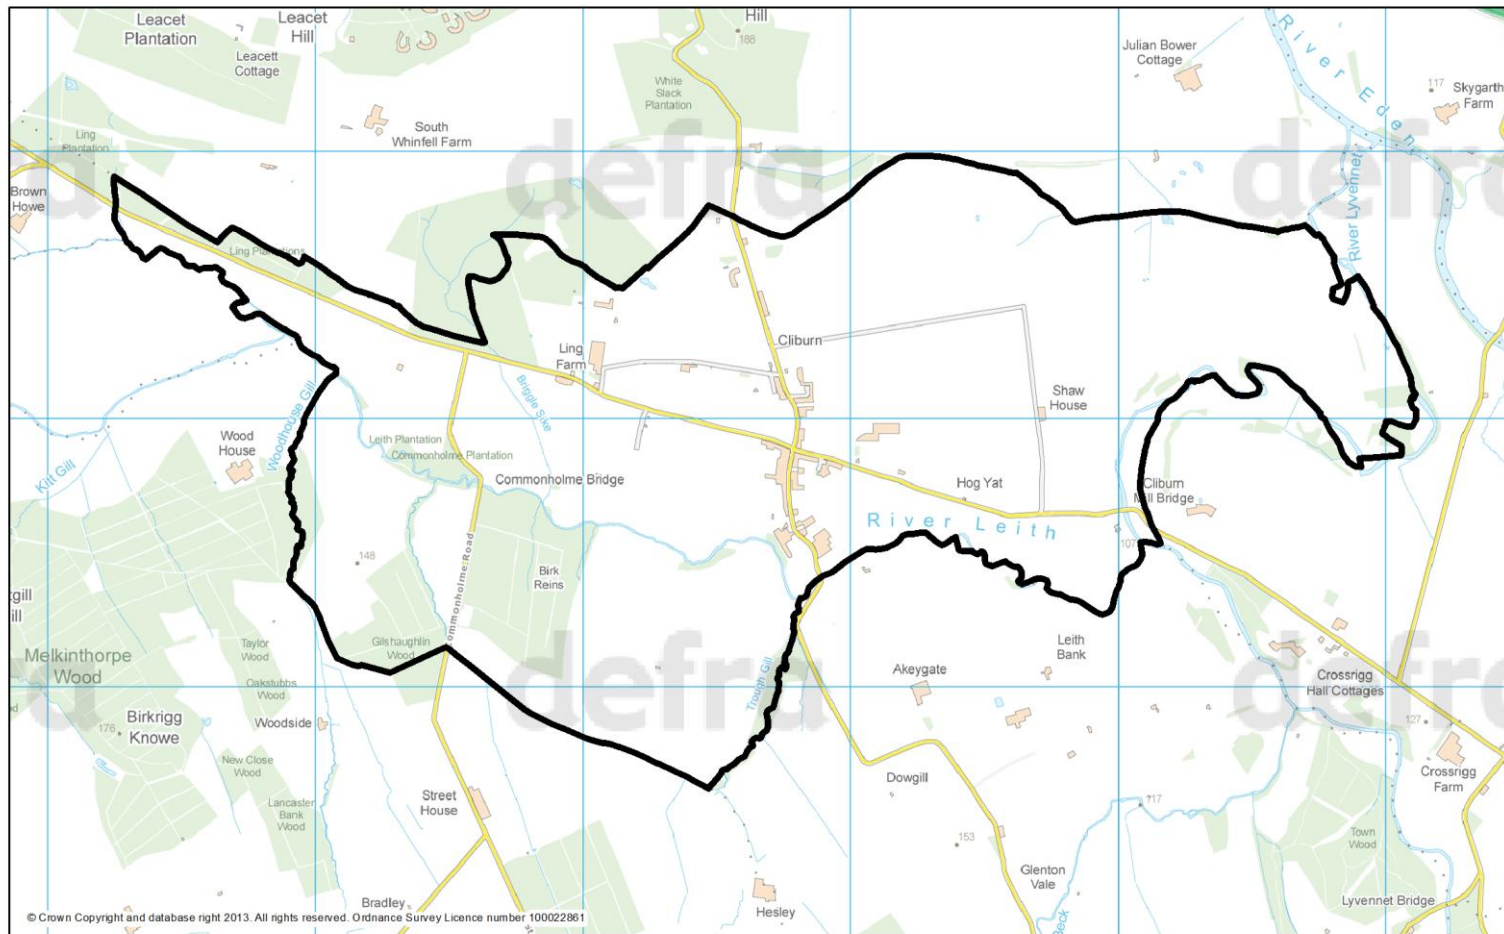 Leacet
Plantation
Leacet
Hill
Hill
188
Leacett
Cottage
White
Slack
Plantation
Julian Bower
Cottage
River Eden
117
Skygarth
Farm
South
Whinfell Farm
Ling
Plantation
defra
defra
a
Brown
Howe
River Lyvennet
Ling Plantations
Ling
Farm
Cliburn
Briggle Sike
Shaw
House
Woodhouse Gill
Wood
House
Leith Plantation
Commonholme Plantation
Kitt Gill
Commonholme Bridge
Hog Yat
Cliburn
Mill Bridge
River Leith
107
148
Commonholme Road
Birk
Reins
tgill
ill
Taylor
Wood
Gilshaughlin
Wood
Melkinthorpe
Wood
Oakstubbs
Wood
a
defra
defra
Trough Gill
Leith
Bank
Akeygate
Crossrigg
Hall Cottages
176
Birkrigg
Knowe
Woodside
127
New Close
Wood
Dowgill
Crossrigg
Farm
Street
House
Lancaster
Bank
Wood
117
153
Town
Wood
Glenton
Vale
Bradley
Hesley
Beck
Lyvennet Bridge
© Crown Copyright and database right 2013. All rights reserved. Ordnance Survey Licence number 100022861